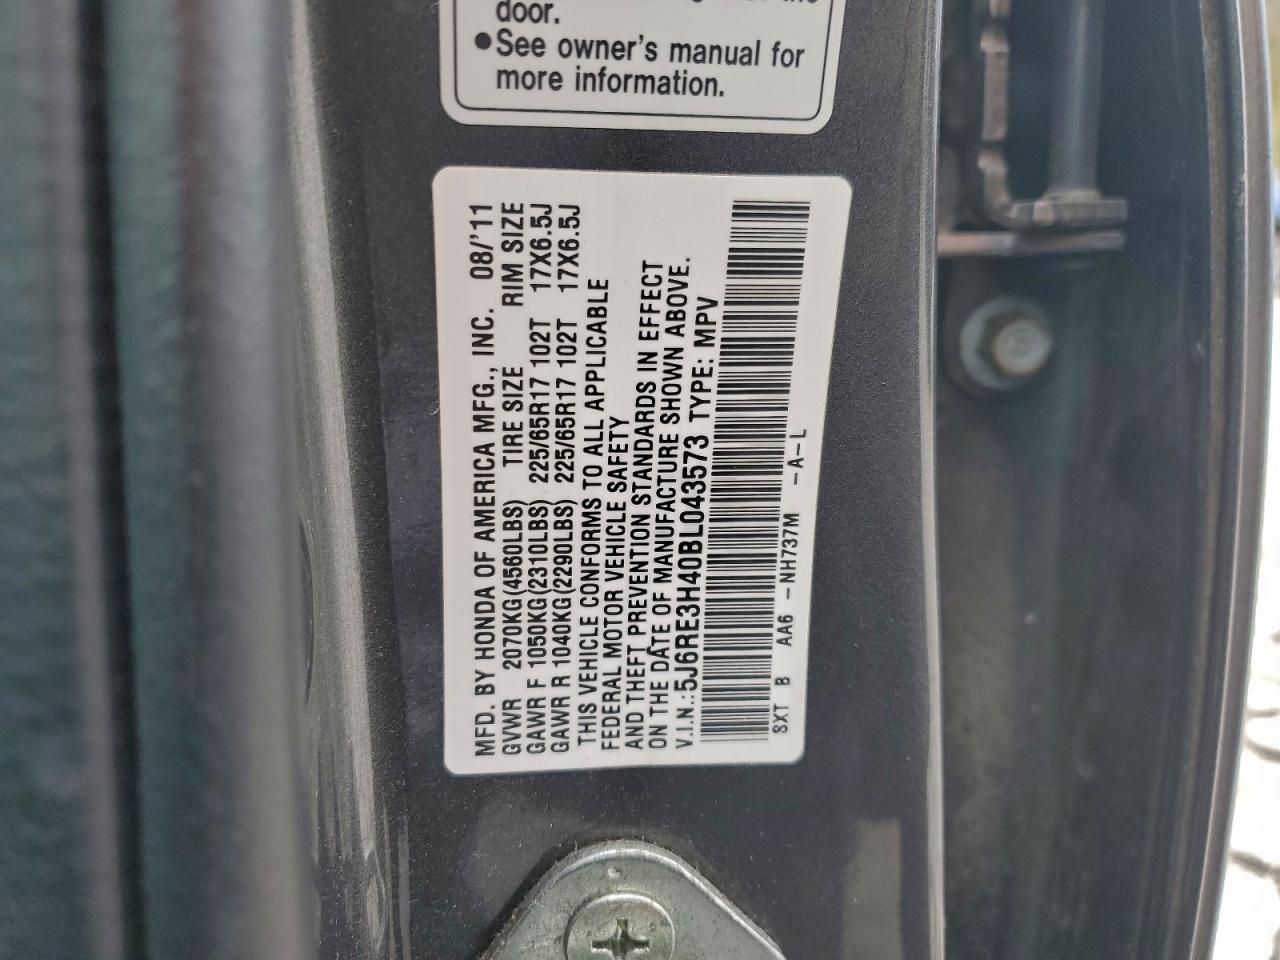 door.
●See owner's manual for
more information.
MFD. BY HONDA OF AMERICA MFG., INC. 08/'11
GVWR 2070KG(4560LBS) TIRE SIZE RIM SIZE
GAWR F 1050KG(2310LBS) 225/65R17 102T 17X6.5J
GAWR R 1040KG(2290LBS) 225/65R17 102T 17X6.5J
THIS VEHICLE CONFORMS TO ALL APPLICABLE
FEDERAL MOTOR VEHICLE SAFETY
AND THEFT PREVENTION STANDARDS IN EFFECT
ON THE DATE OF MANUFACTURE SHOWN ABOVE.
V.I.N.:5J6RE3H40BL043573 TYPE: MPV
SXT B AA6 -NH737M -A-L